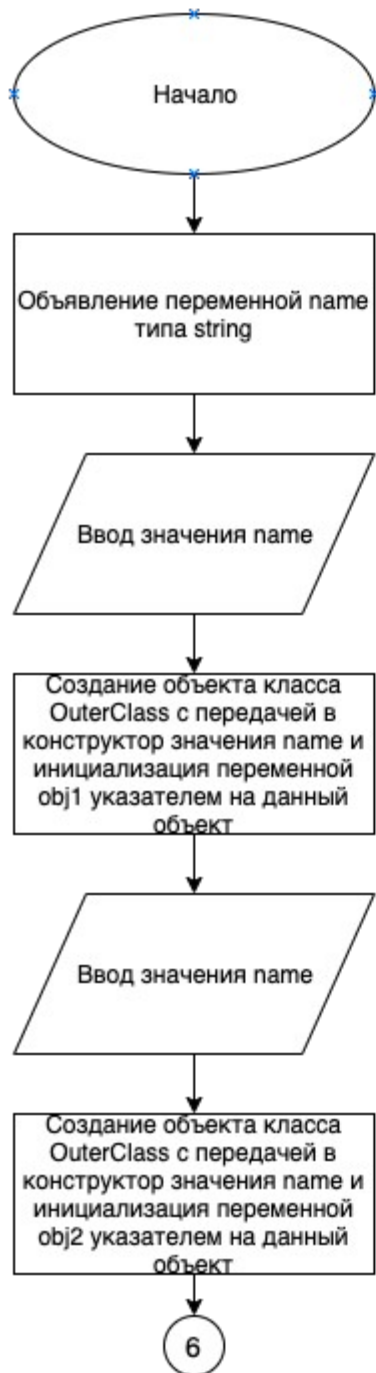 Начало
Объявление переменной name
типа string
Ввод значения name
Создание объекта класса
OuterClass с передачей в
конструктор значения name и
инициализация переменной
obj1 указателем на данный
объект
Ввод значения name
Создание объекта класса
OuterClass с передачей в
конструктор значения name и
инициализация переменной
obj2 указателем на данный
объект
6